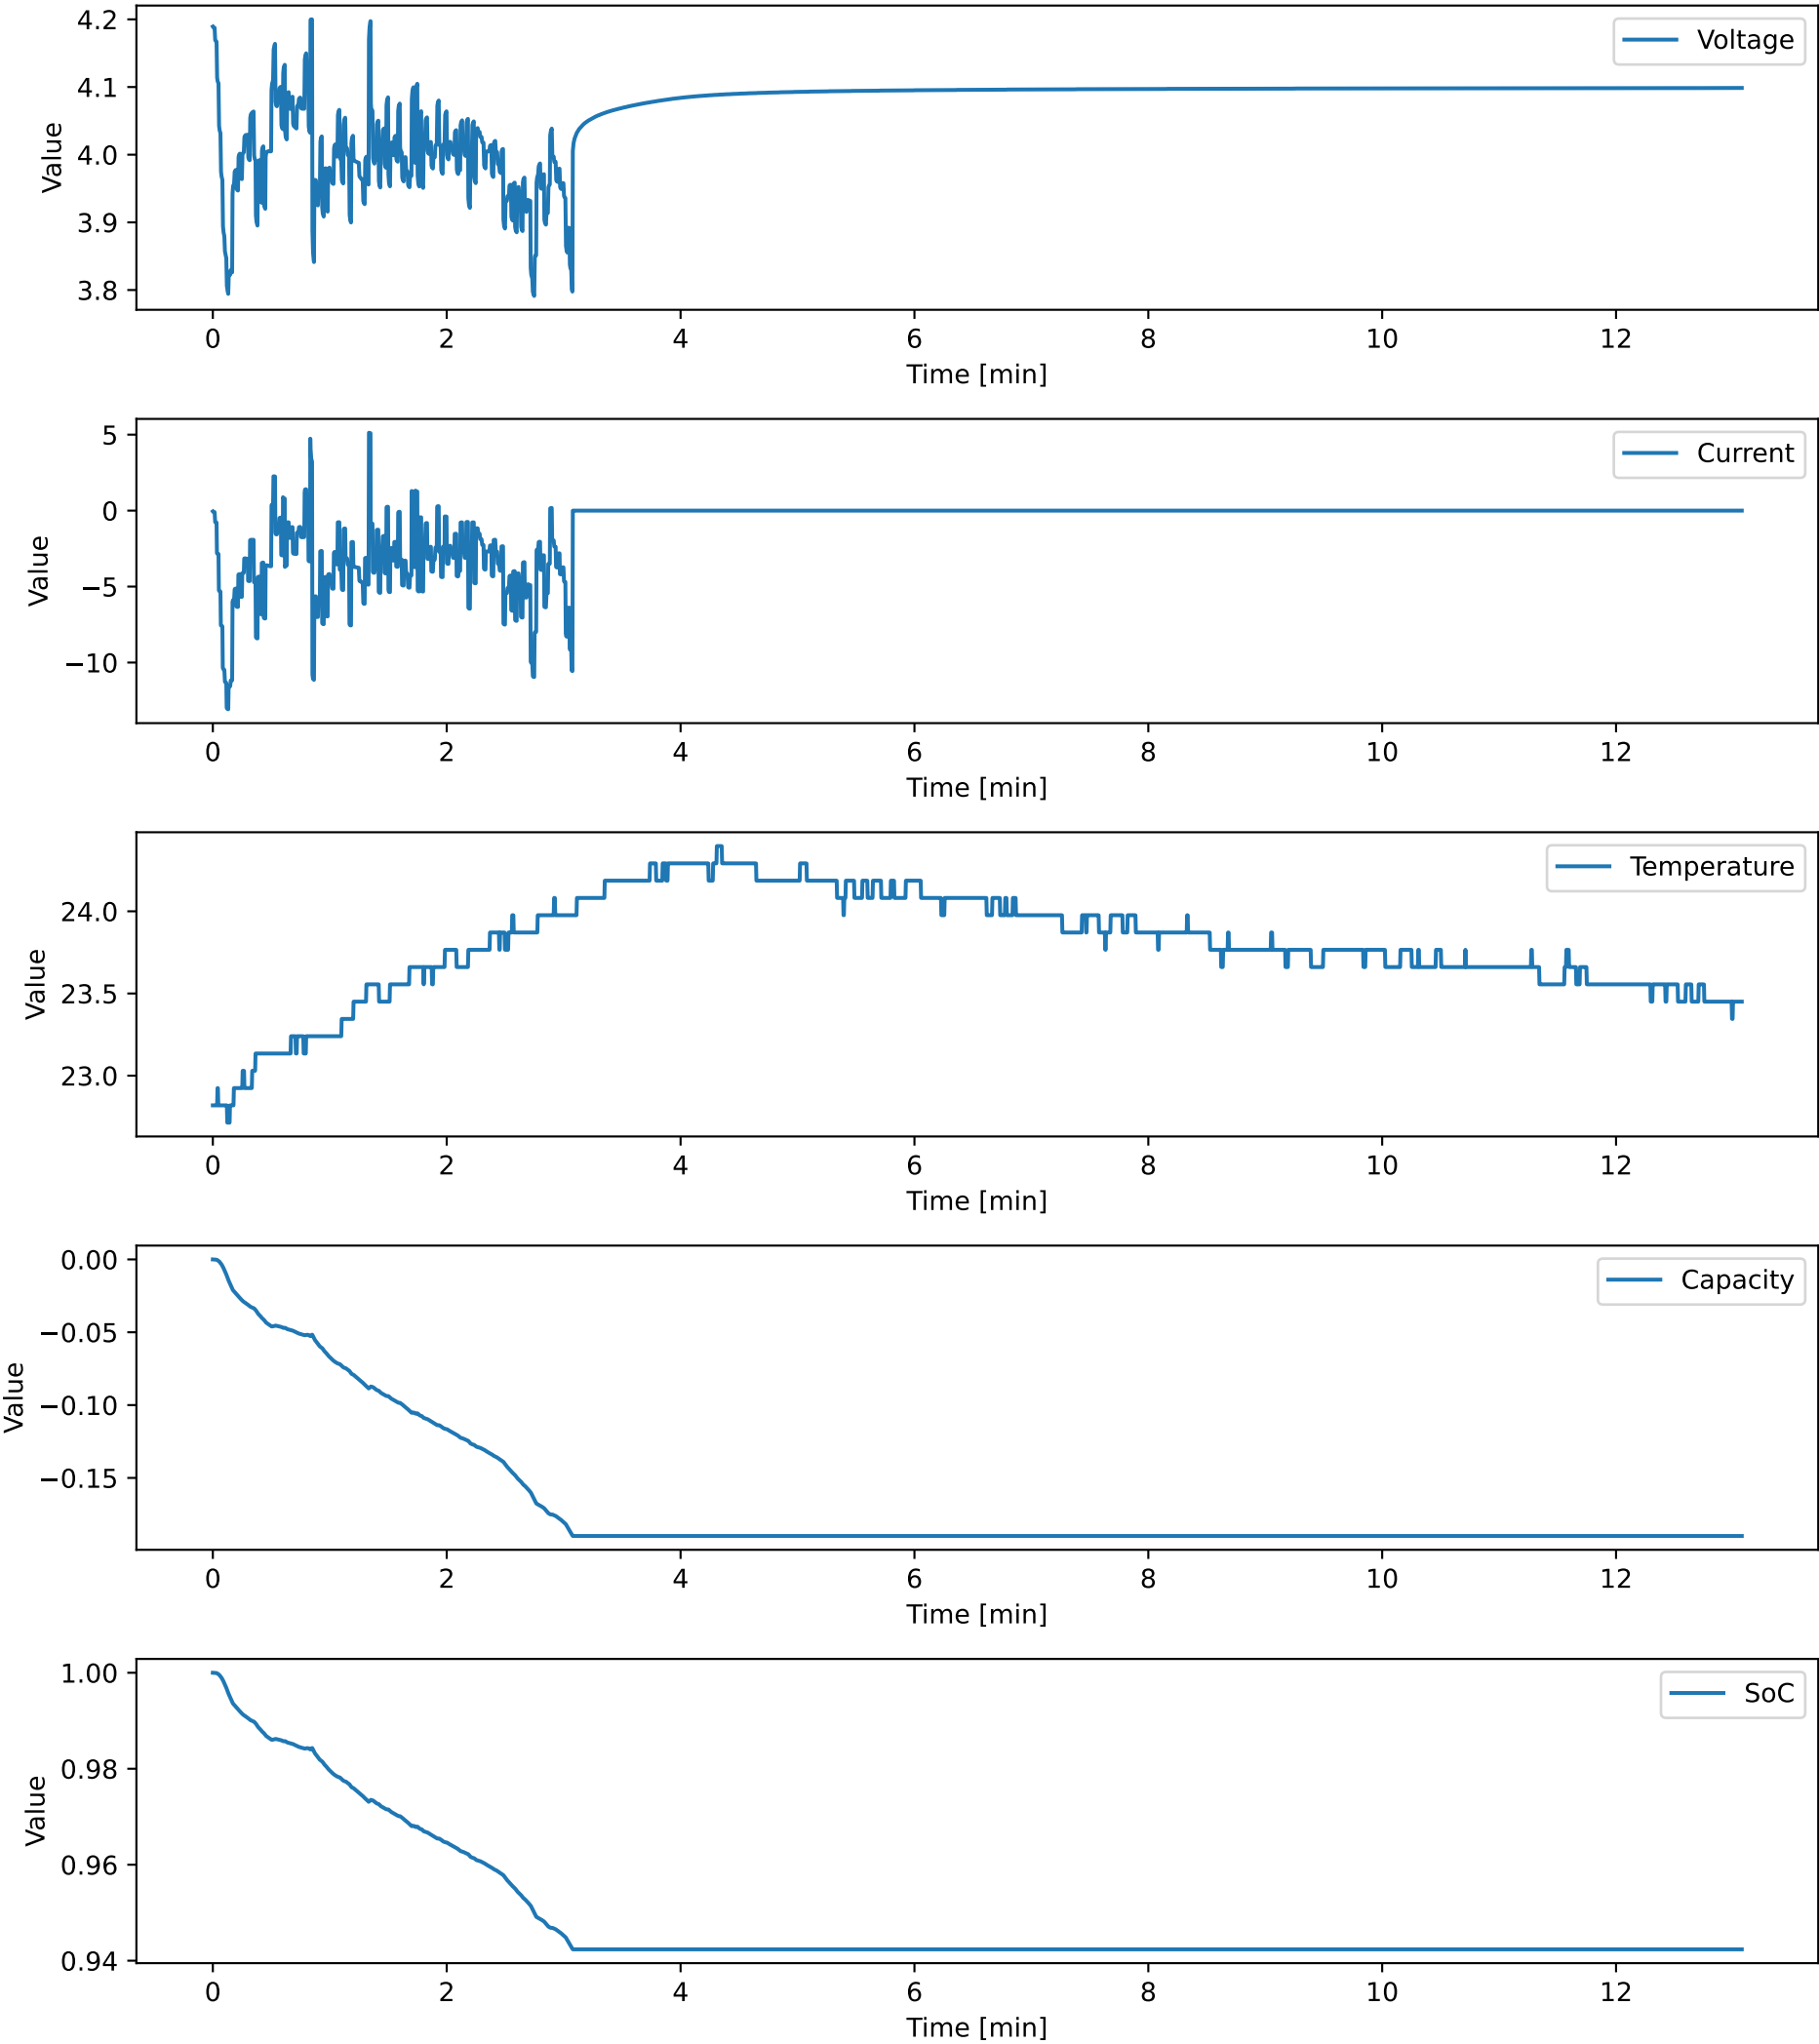 4.2
4.1
4.0
3.9
3.8
Value
Voltage
0 2 4 6 8 10 12
Time [min]
5
0
−5
−10
Value
Current
0 2 4 6 8 10 12
Time [min]
24.0
23.5
23.0
Value
Temperature
0 2 4 6 8 10 12
Time [min]
0.00
−0.05
−0.10
−0.15
Value
Capacity
0 2 4 6 8 10 12
Time [min]
1.00
0.98
0.96
0.94
Value
SoC
0 2 4 6 8 10 12
Time [min]